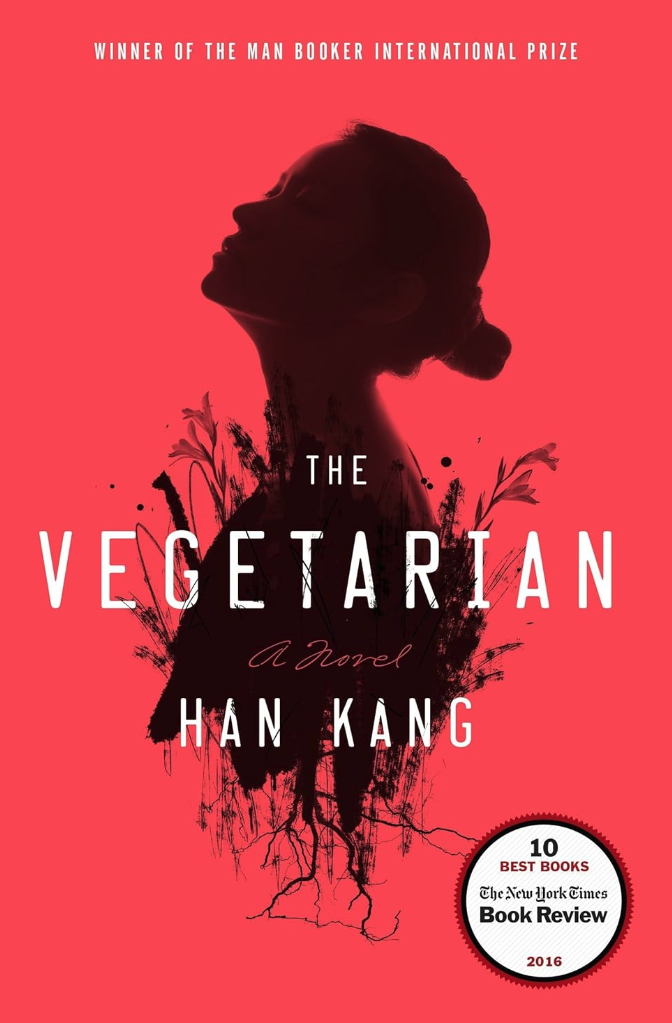 WINNER OF THE MAN BOOKER INTERNATIONAL PRIZE
THE
VEGETARIAN
A Novel
HAN KANG
10
BEST BOOKS
The New York Times
Book Review
2016